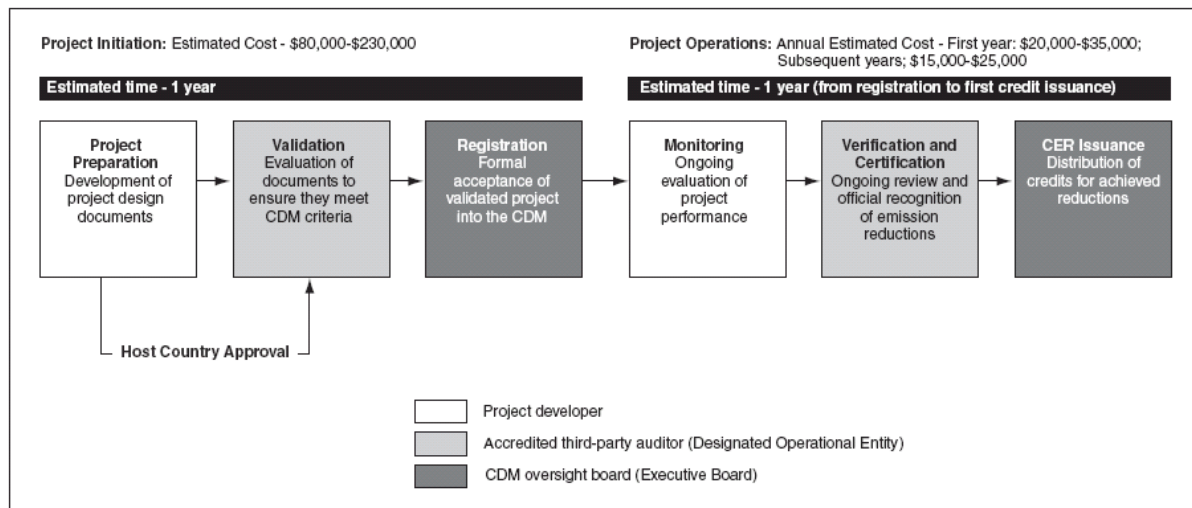 Project Initiation: Estimated Cost - $80,000-$230,000
Estimated time - 1 year
Project
Preparation
Development of
project design
documents
Validation
Evaluation of
documents to
ensure they meet
CDM criteria
Registration
Formal
acceptance of
validated project
into the CDM
Host Country Approval
Project Operations: Annual Estimated Cost - First year: $20,000-$35,000;
Subsequent years; $15,000-$25,000
Estimated time - 1 year (from registration to first credit issuance)
Monitoring
Ongoing
evaluation of
project
performance
Verification and
Certification
Ongoing review and
official recognition
of emission
reductions
CER Issuance
Distribution of
credits for achieved
reductions
Project developer
Accredited third-party auditor (Designated Operational Entity)
CDM oversight board (Executive Board)